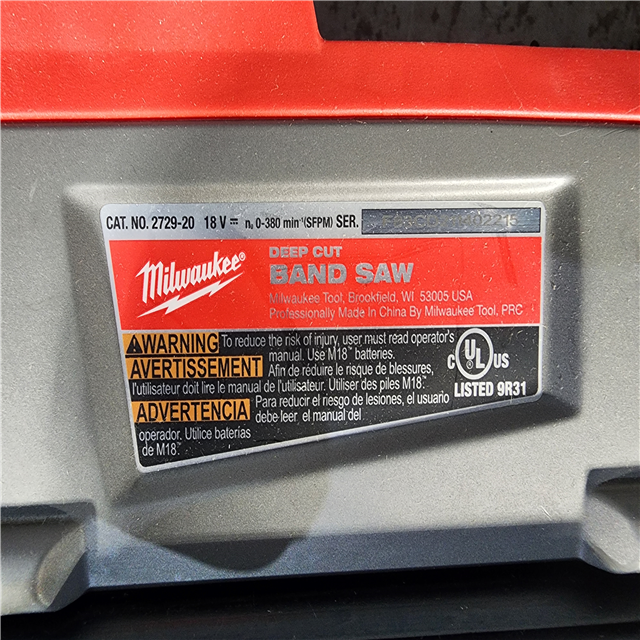 CAT. NO. 2729-20 18 V ⎓ n₀ 0-380 min⁻¹ (SFPM) SER.
Milwaukee®
DEEP CUT
BAND SAW
Milwaukee Tool, Brookfield, WI 53005 USA
Professionally Made In China By Milwaukee Tool, PRC
WARNING To reduce the risk of injury, user must read operator's
manual. Use M18™ batteries.
AVERTISSEMENT Afin de réduire le risque de blessures,
l'utilisateur doit lire le manuel de l'utilisateur. Utiliser des piles M18™.
ADVERTENCIA Para reducir el riesgo de lesiones, el usuario
debe leer el manual del
operador. Utilice baterías
de M18™.
C UL US
LISTED 9R31